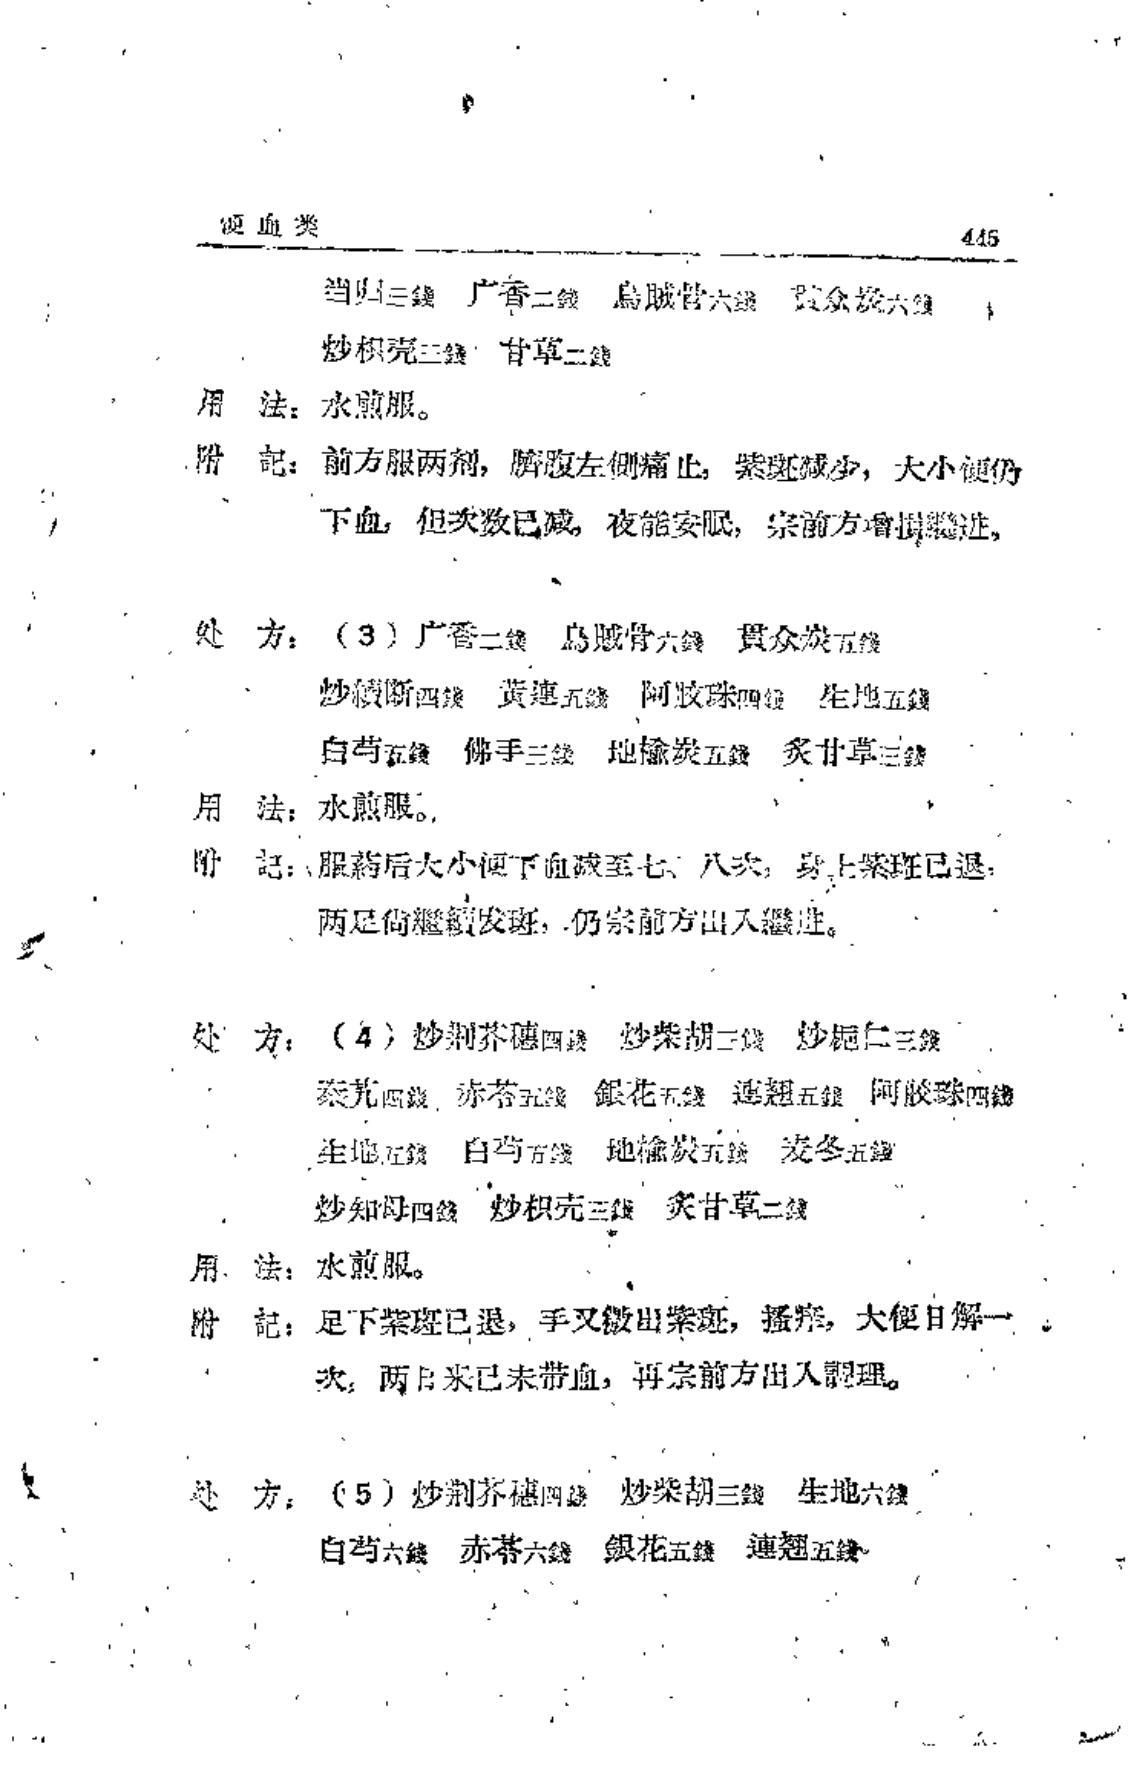 便血类
445
当归三錢　广香二錢　烏賊骨六錢　貫众炭六錢
炒枳壳三錢　甘草二錢
用　法：水煎服。
附　記：前方服两剂，臍腹左側痛止，紫斑减少，大小便仍
下血，但次数已减，夜能安眠，宗前方增損繼进。
处　方：（3）广香二錢　烏賊骨六錢　貫众炭五錢
炒續断四錢　黄連五錢　阿胶珠四錢　生地五錢
白芍五錢　佛手三錢　地榆炭五錢　炙甘草三錢
用　法：水煎服。
附　記：服药后大小便下血减至七、八次，身上紫斑已退，
两足尙繼續发斑，仍宗前方出入繼进。
处　方：（4）炒荆芥穗四錢　炒柴胡三錢　炒梔仁三錢
秦艽四錢　赤苓五錢　銀花五錢　連翘五錢　阿胶珠四錢
生地五錢　白芍五錢　地榆炭五錢　麦冬五錢
炒知母四錢　炒枳壳三錢　炙甘草二錢
用　法：水煎服。
附　記：足下紫斑已退，手又微出紫斑，搔痒，大便日解一
次，两日来已未带血，再宗前方出入調理。
处　方：（5）炒荆芥穗四錢　炒柴胡三錢　生地六錢
白芍六錢　赤苓六錢　銀花五錢　連翘五錢